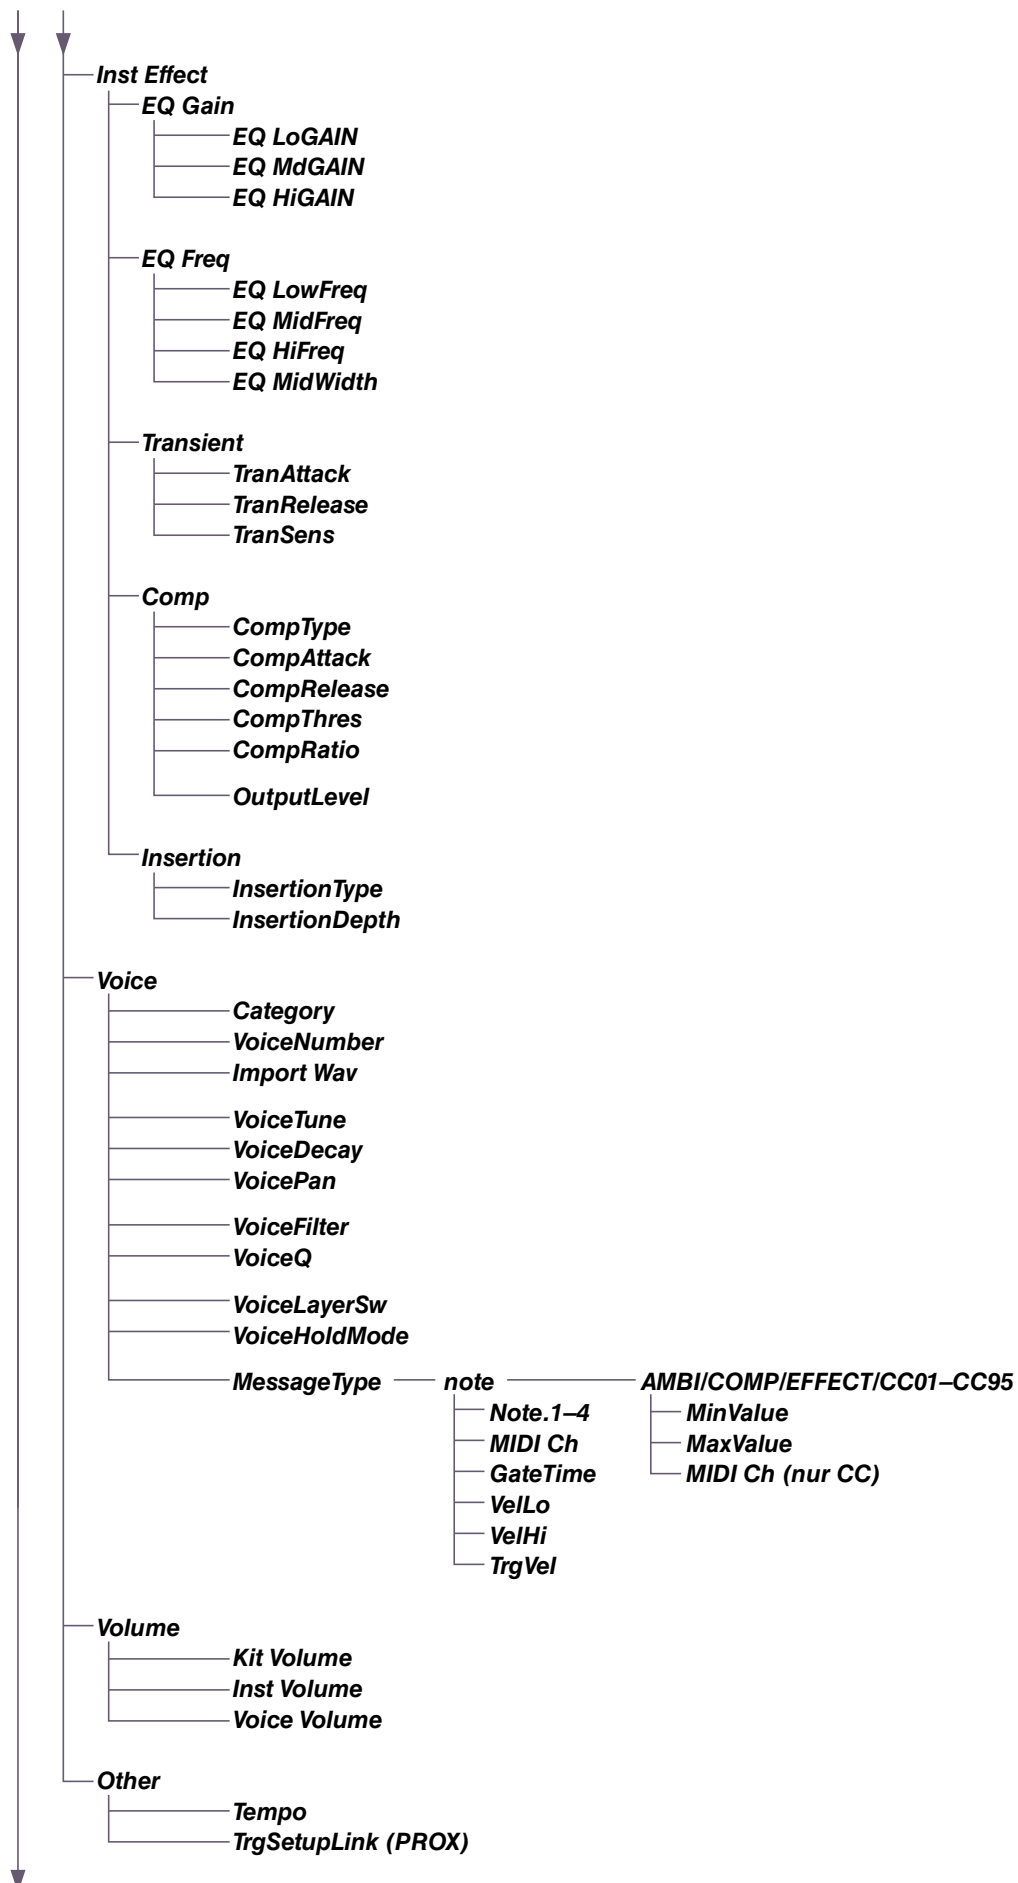 Inst Effect
EQ Gain
EQ LoGAIN
EQ MdGAIN
EQ HiGAIN
EQ Freq
EQ LowFreq
EQ MidFreq
EQ HiFreq
EQ MidWidth
Transient
TranAttack
TranRelease
TranSens
Comp
CompType
CompAttack
CompRelease
CompThres
CompRatio
OutputLevel
Insertion
InsertionType
InsertionDepth
Voice
Category
VoiceNumber
Import Wav
VoiceTune
VoiceDecay
VoicePan
VoiceFilter
VoiceQ
VoiceLayerSw
VoiceHoldMode
MessageType note AMBI/COMP/EFFECT/CC01–CC95
Note.1–4 MinValue
MIDI Ch MaxValue
GateTime MIDI Ch (nur CC)
VelLo
VelHi
TrgVel
Volume
Kit Volume
Inst Volume
Voice Volume
Other
Tempo
TrgSetupLink (PROX)